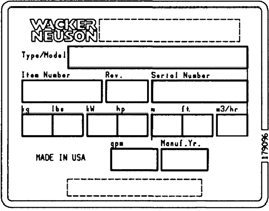 WACKER
NEUSON
Type/Model
Item Number Rev. Serial Number
kg lbs kW hp m ft. m3/hr
gpm Manuf.Yr.
MADE IN USA
179096